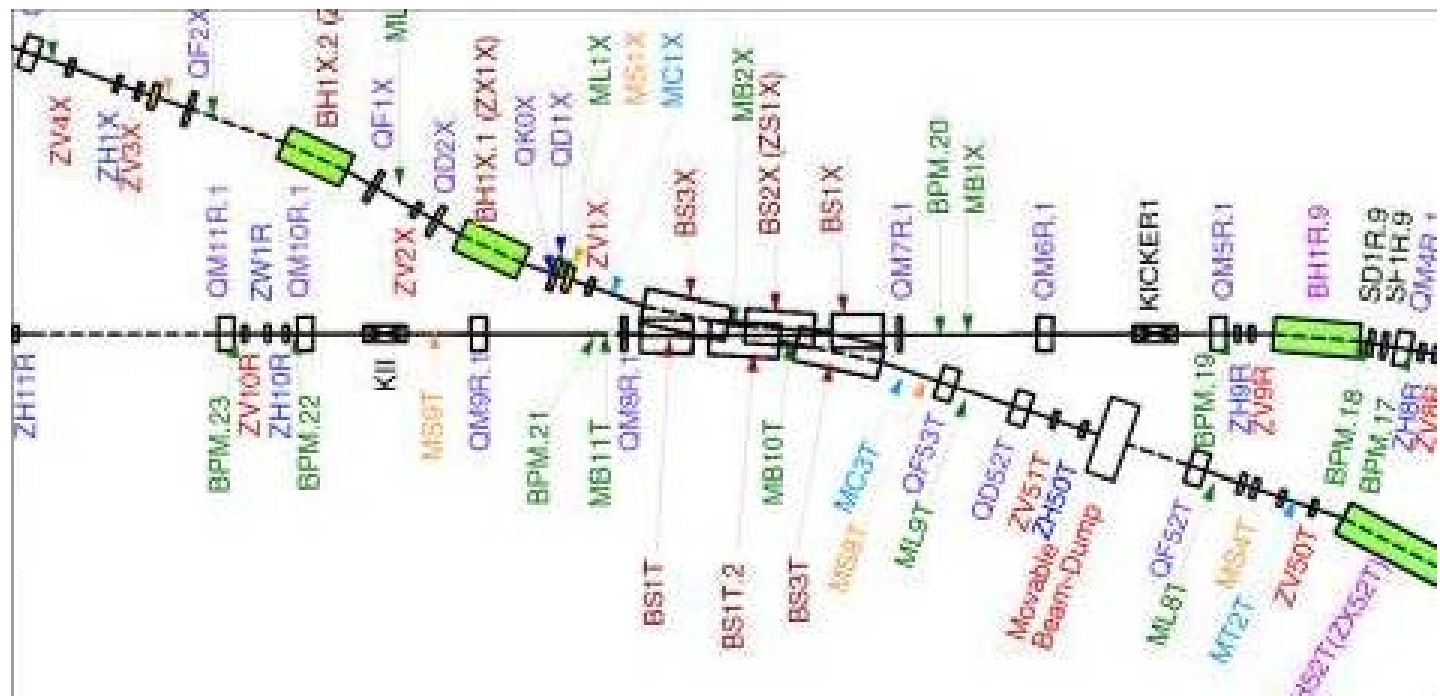 ZV4X
ZH1X
ZV3X
QF2X
BH1X.2
QF1X
QD2X
BH1X.1 (ZX1X)
ZV2X
QK0X
QD1X
ML1X
MS1X
MC1X
ZV1X
BS3X
MB2X
BS2X (ZS1X)
BS1X
QM7R.1
BPM.20
MB1X
QM6R.1
KICKER1
QM5R.1
BH1R.9
SD1R.9
SF1R.9
QM4R.1
QM11R.1
ZW1R
QM10R.1
ZH11R
BPM.23
ZV10R
ZH10R
BPM.22
KII
MS9T
QM9R.1
BPM.21
MB11T
QM8R.1
BS1T
BS1T.2
MB10T
BS3T
MS8T
MC3T
ML9T
QF53T
QD52T
ZV51T
ZH50T
Movable
Beam-Dump
BPM.19
ZH9R
ZV9R
BPM.18
BPM.17
ZH8R
ZV8R
QF52T
ML8T
MS4T
MT2T
ZV50T